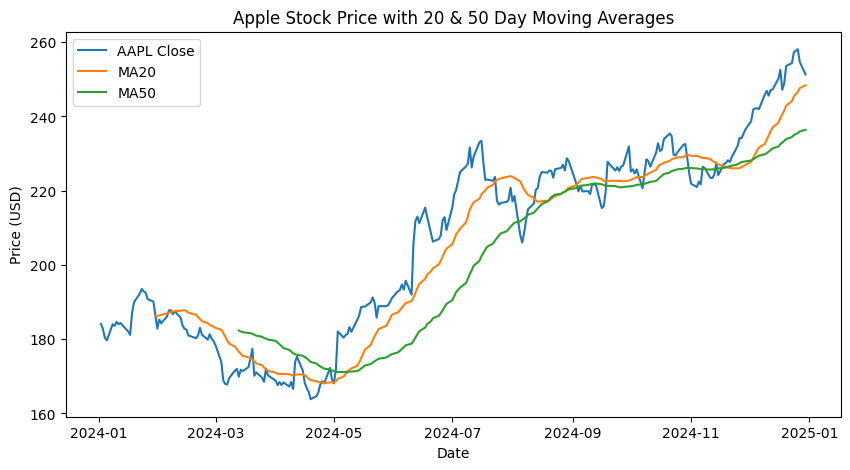 Apple Stock Price with 20 & 50 Day Moving Averages
AAPL Close
MA20
MA50
260
240
220
200
180
160
Price (USD)
2024-01
2024-03
2024-05
2024-07
2024-09
2024-11
2025-01
Date